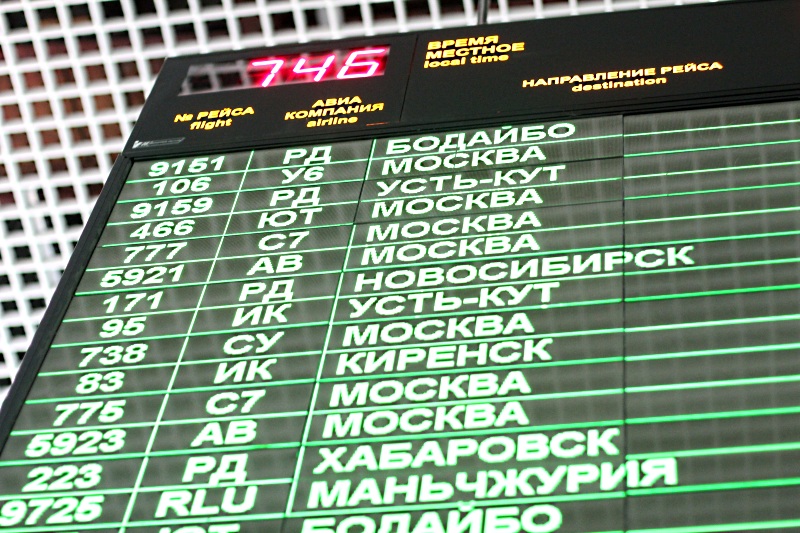 746
ВРЕМЯ
МЕСТНОЕ
local time
№ РЕЙСА
flight
АВИА
КОМПАНИЯ
airline
НАПРАВЛЕНИЕ РЕЙСА
destination
9151 РД БОДАЙБО
106 У6 МОСКВА
9159 РД УСТЬ-КУТ
466 ЮТ МОСКВА
777 С7 МОСКВА
5921 АВ МОСКВА
171 РД НОВОСИБИРСК
95 ИК УСТЬ-КУТ
738 СУ МОСКВА
83 ИК КИРЕНСК
775 С7 МОСКВА
5923 АВ МОСКВА
223 РД ХАБАРОВСК
9725 RLU МАНЬЧЖУРИЯ
ЮТ БОДАЙБО